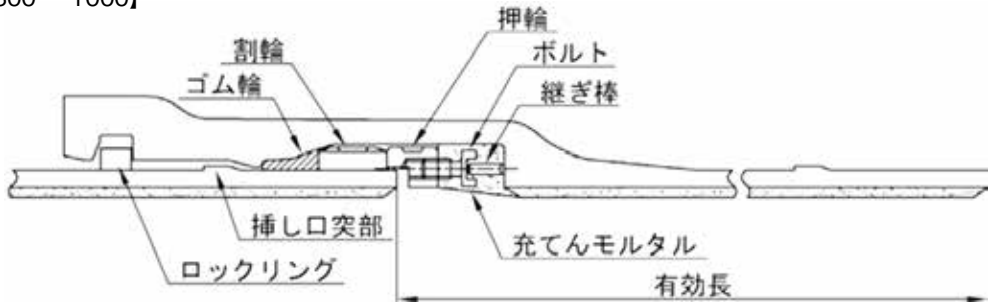 押輪
割輪
ボルト
ゴム輪
継ぎ棒
挿し口突部
充てんモルタル
ロックリング
有効長